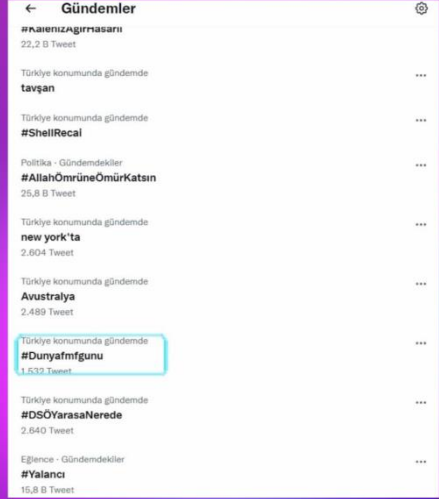 Gündemler
#KalenizAğırHasarlı
22,2 B Tweet
Türkiye konumunda gündemde
tavşan
Türkiye konumunda gündemde
#ShellRecai
Politika · Gündemdekiler
#AllahÖmrüneÖmürKatsın
25,8 B Tweet
Türkiye konumunda gündemde
new york'ta
2.604 Tweet
Türkiye konumunda gündemde
Avustralya
2.489 Tweet
Türkiye konumunda gündemde
#Dunyafmfgunu
1.532 Tweet
Türkiye konumunda gündemde
#DSÖYarasaNerede
2.640 Tweet
Eğlence · Gündemdekiler
#Yalancı
15,8 B Tweet